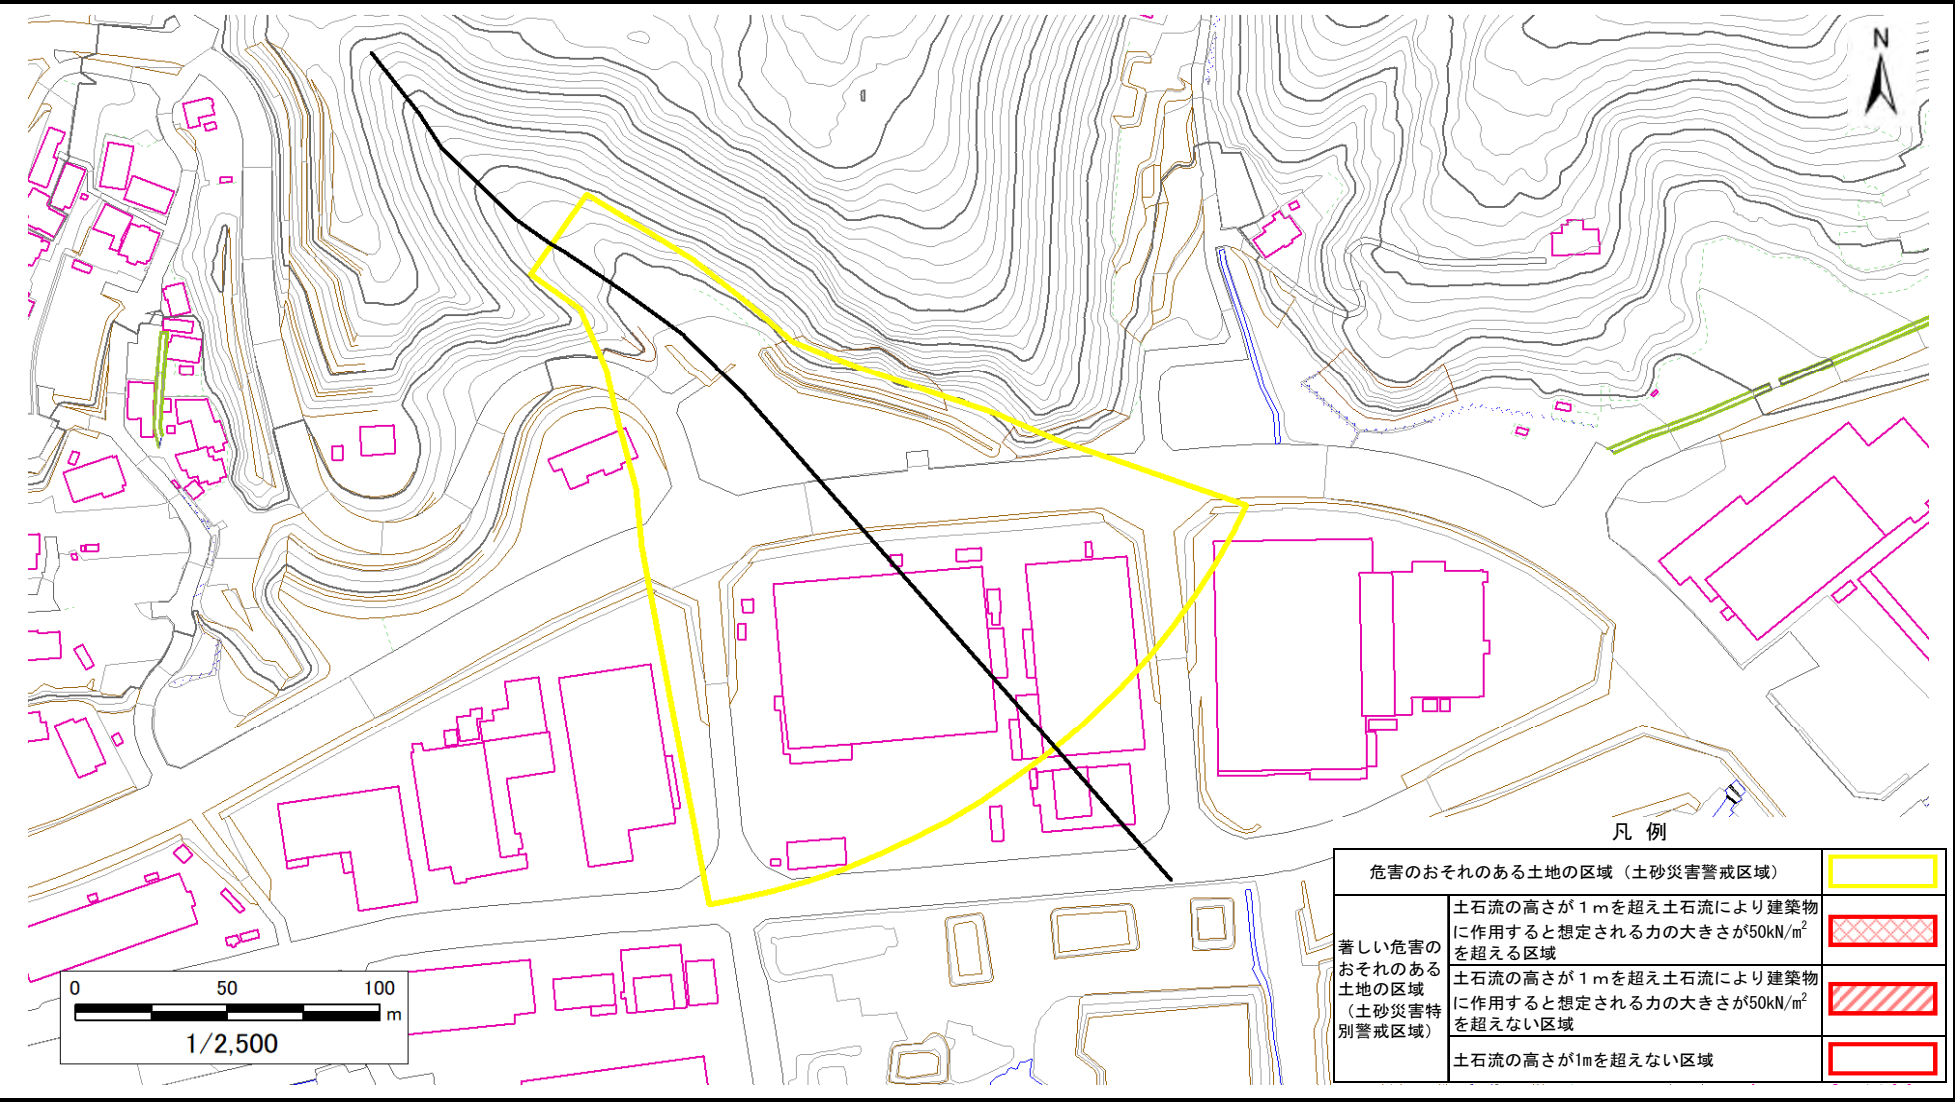 N
凡 例
危害のおそれのある土地の区域（土砂災害警戒区域）
著しい危害の
おそれのある
土地の区域
（土砂災害特
別警戒区域）
土石流の高さが１ｍを超え土石流により建築物
に作用すると想定される力の大きさが50kN/m²
を超える区域
土石流の高さが１ｍを超え土石流により建築物
に作用すると想定される力の大きさが50kN/m²
を超えない区域
土石流の高さが1mを超えない区域
0 50 100
m
1/2,500